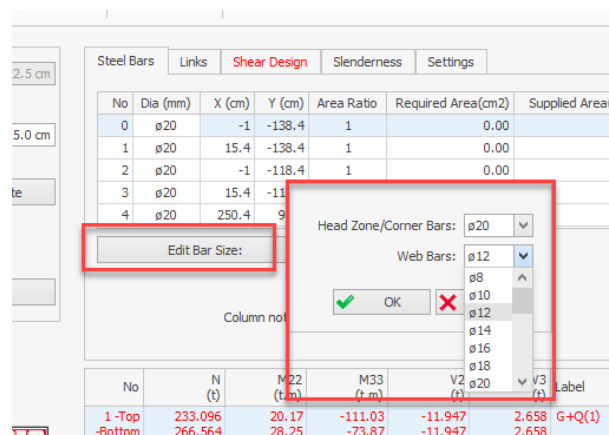 Steel Bars Links Shear Design Slenderness Settings
2.5 cm
No Dia (mm) X (cm) Y (cm) Area Ratio Required Area(cm2) Supplied Area(
0 ø20 -1 -138.4 1 0.00
5.0 cm
1 ø20 15.4 -138.4 1 0.00
2 ø20 -1 -118.4 1 0.00
3 ø20 15.4 -11
4 ø20 250.4 9
Head Zone/Corner Bars: ø20
Edit Bar Size:
Web Bars: ø12
ø8
ø10
OK
ø12
Column not
ø14
ø16
ø18
ø20
No N (t) M22 (t.m) M33 (t.m) V2 (t) V3 (t) Label
1 -Top 233.096 20.17 -111.03 -11.947 2.658 G+Q(1)
-Bottom 266.564 28.25 -73.87 -11.947 2.658